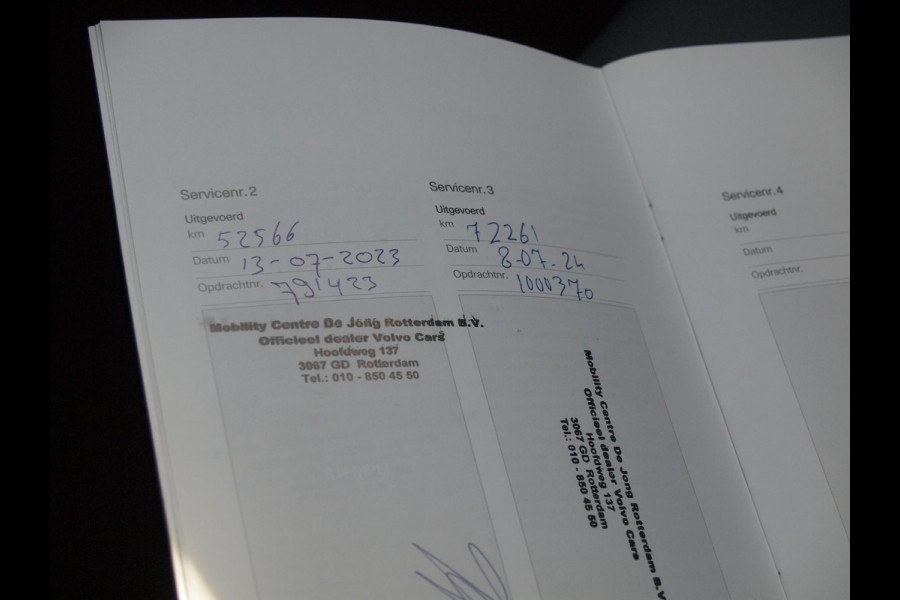 Servicenr. 2
Uitgevoerd
km 52566
Datum 13-07-2023
Opdrachtnr. 791423
Mobility Centre De Jong Rotterdam B.V.
Officieel dealer Volvo Cars
Hoofdweg 137
3067 GD Rotterdam
Tel.: 010 - 850 45 50
Servicenr. 3
Uitgevoerd
km 72261
Datum 8-07-24
Opdrachtnr. 1000370
Mobility Centre De Jong Rotterdam B.V
Officieel dealer Volvo Cars
Hoofdweg 137
3067 GD Rotterdam
Tel.: 010 - 850 45 50
Servicenr. 4
Uitgevoerd
km
Datum
Opdrachtnr.